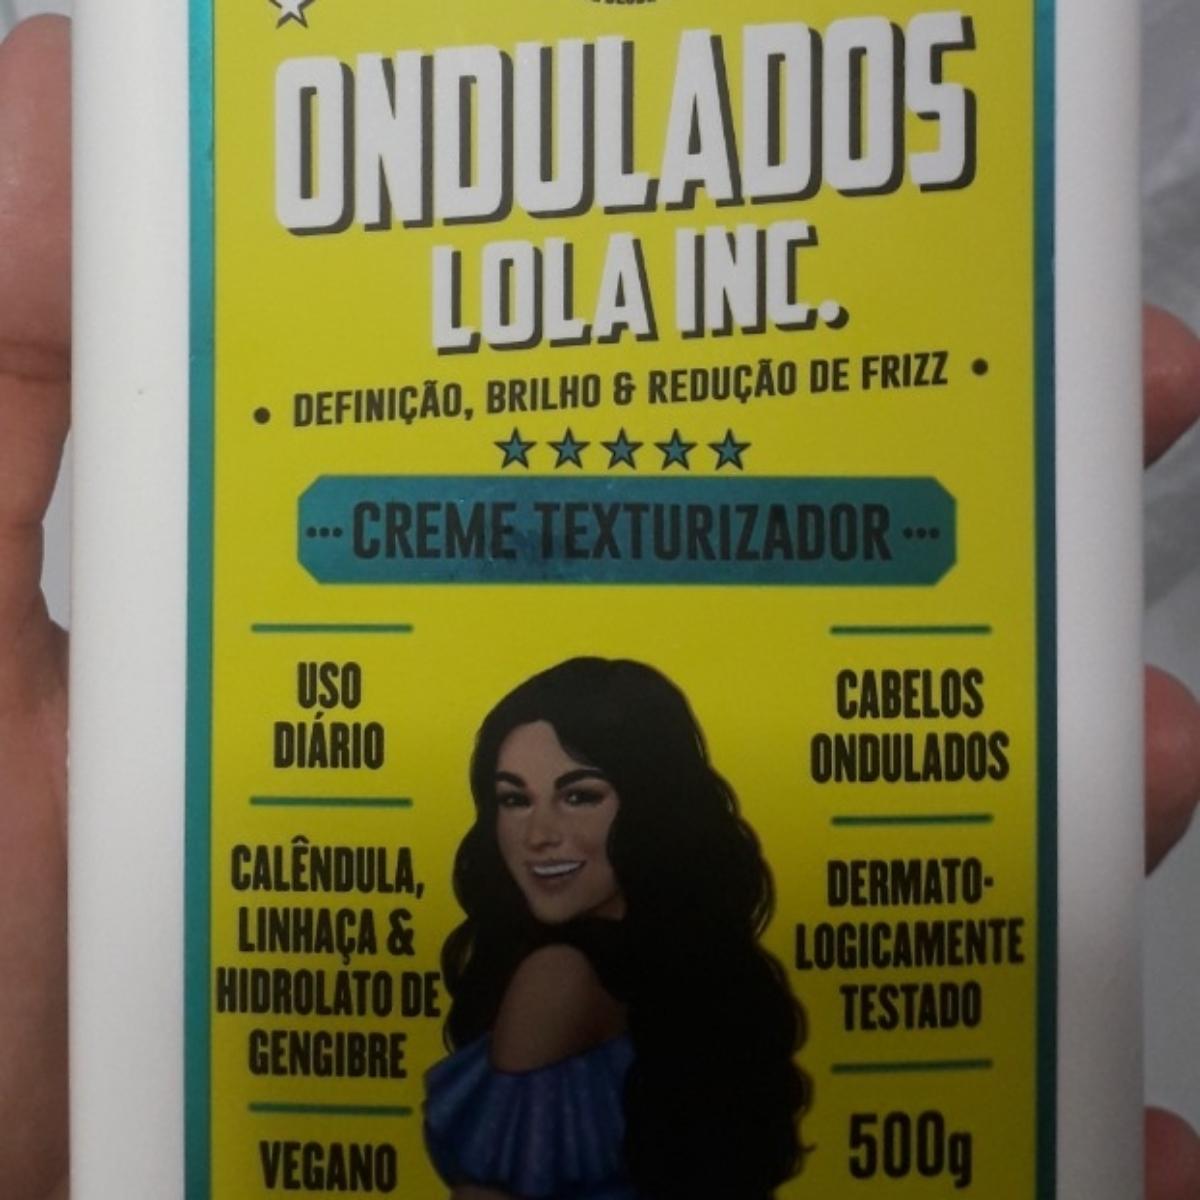 ONDULADOS
LOLA INC.
• DEFINIÇÃO, BRILHO & REDUÇÃO DE FRIZZ •
••• CREME TEXTURIZADOR •••
USO
DIÁRIO
CALÊNDULA,
LINHAÇA &
HIDROLATO DE
GENGIBRE
VEGANO
CABELOS
ONDULADOS
DERMATO-
LOGICAMENTE
TESTADO
500g